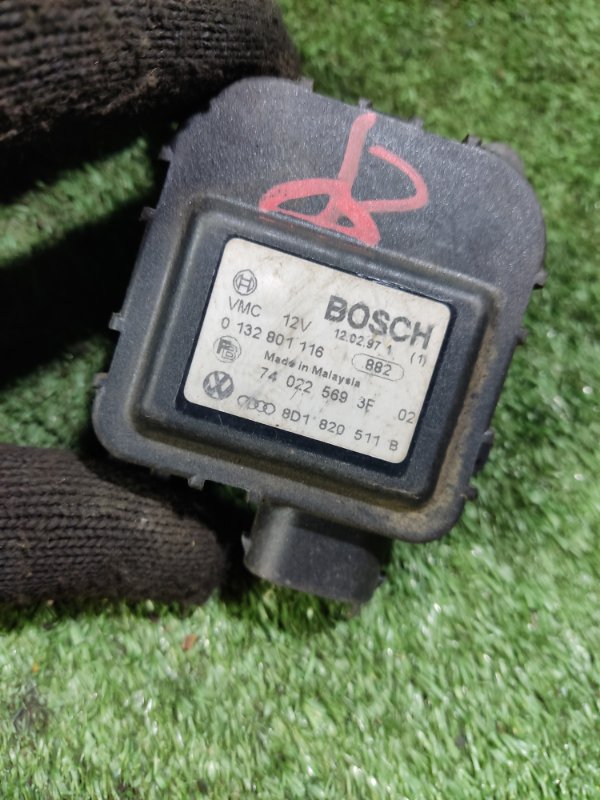 BOSCH
VMC 12V 12.02.97.1 (1)
0 132 801 116 882
Made in Malaysia
74 022 569 3F 02
8D1 820 511 B